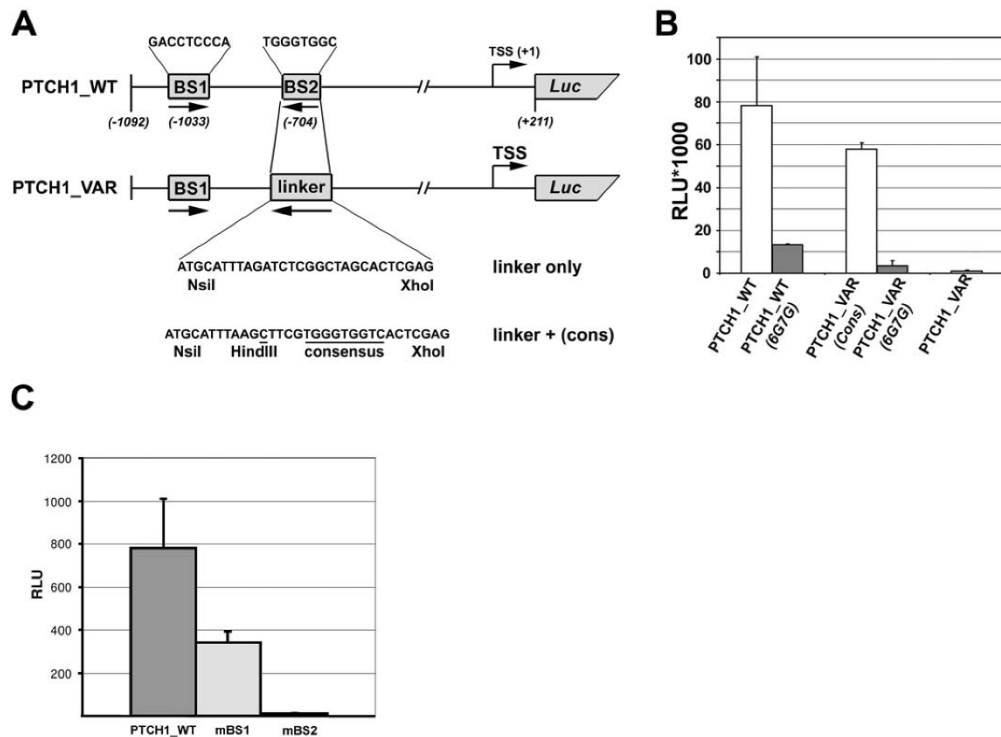 A
GACCTCCCA TGGGTGGC
TSS (+1)
PTCH1_WT BS1 BS2 // Luc
(-1092) (-1033) (-704) (+211)
TSS
PTCH1_VAR BS1 linker // Luc
ATGCATTTAGATCTCGGCTAGCACTCGAG linker only
NsiI XhoI
ATGCATTTAAGCTTCGTGGGTGGTCACTCGAG linker + (cons)
NsiI HindIII consensus XhoI
B
RLU*1000
100
80
60
40
20
0
PTCH1_WT
PTCH1_WT
(6G7G)
PTCH1_VAR
(Cons)
PTCH1_VAR
(6G7G)
PTCH1_VAR
C
RLU
1200
1000
800
600
400
200
PTCH1_WT mBS1 mBS2